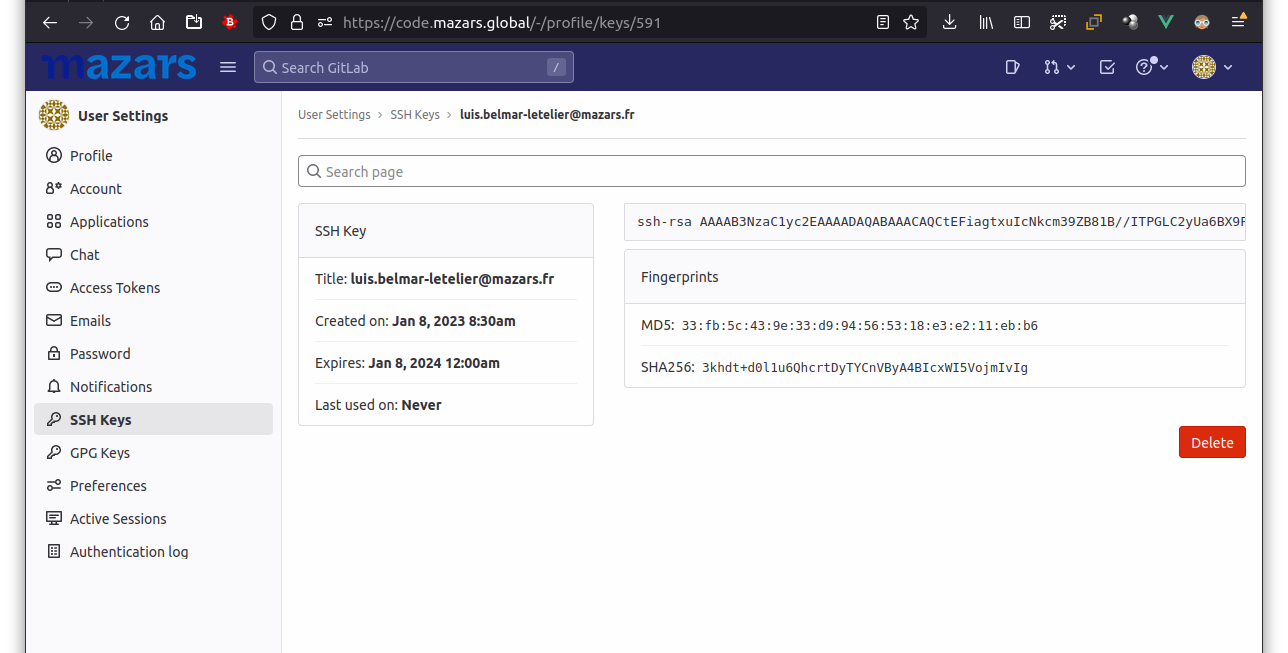 https://code.mazars.global/-/profile/keys/591
mazars
Search GitLab
/
User Settings
Profile
Account
Applications
Chat
Access Tokens
Emails
Password
Notifications
SSH Keys
GPG Keys
Preferences
Active Sessions
Authentication log
User Settings › SSH Keys › luis.belmar-letelier@mazars.fr
Search page
SSH Key
Title: luis.belmar-letelier@mazars.fr
Created on: Jan 8, 2023 8:30am
Expires: Jan 8, 2024 12:00am
Last used on: Never
ssh-rsa AAAAB3NzaC1yc2EAAAADAQABAAACAQCtEFiagtxuIcNkcm39ZB81B//ITPGLC2yUa6BX9F
Fingerprints
MD5: 33:fb:5c:43:9e:33:d9:94:56:53:18:e3:e2:11:eb:b6
SHA256: 3khdt+d0l1u6QhcrtDyTYCnVByA4BIcxWI5VojmIvIg
Delete